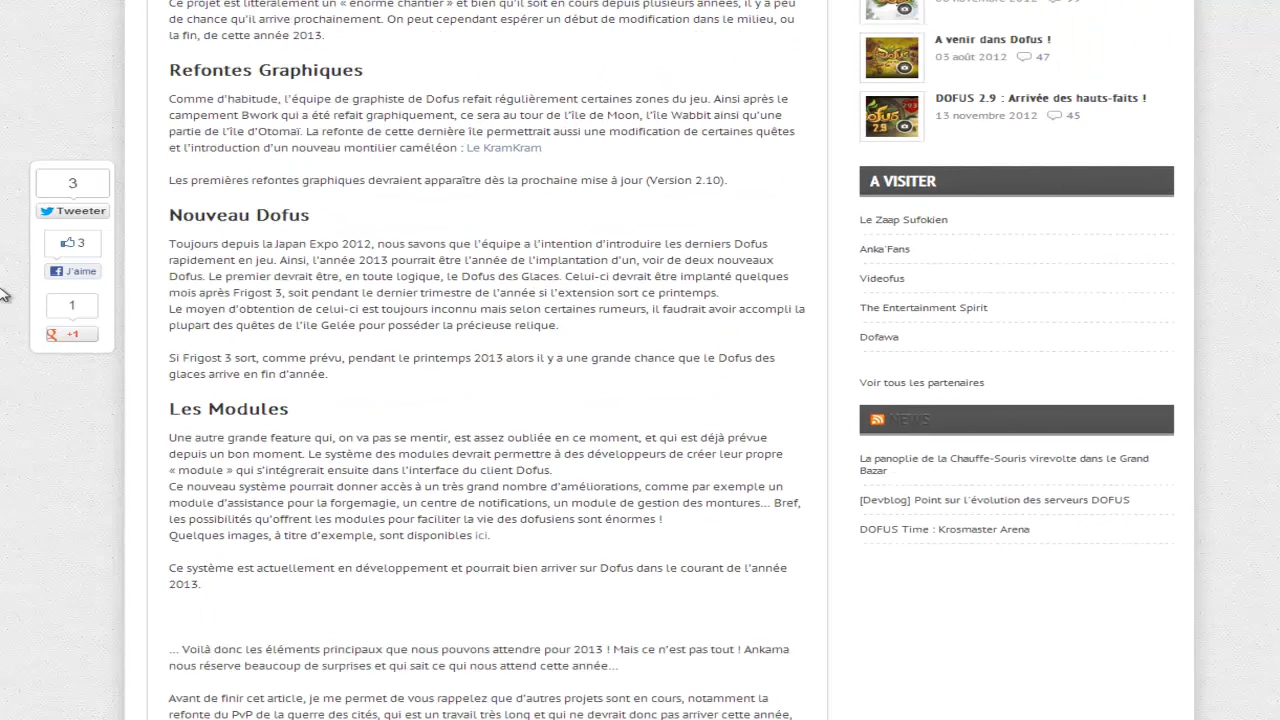 Ce projet est littéralement un « énorme chantier » et bien qu'il soit en cours depuis plusieurs années, il y a peu
de chance qu'il arrive prochainement. On peut cependant espérer un début de modification dans le milieu, ou
la fin, de cette année 2013.
Refontes Graphiques
Comme d'habitude, l'équipe de graphiste de Dofus refait régulièrement certaines zones du jeu. Ainsi après le
campement Bwork qui a été refait graphiquement, ce sera au tour de l'île de Moon, l'île Wabbit ainsi qu'une
partie de l'île d'Otomaï. La refonte de cette dernière île permettrait aussi une modification de certaines quêtes
et l'introduction d'un nouveau montilier caméléon : Le KramKram
Les premières refontes graphiques devraient apparaître dès la prochaine mise à jour (Version 2.10).
Nouveau Dofus
Toujours depuis la Japan Expo 2012, nous savons que l'équipe a l'intention d'introduire les derniers Dofus
rapidement en jeu. Ainsi, l'année 2013 pourrait être l'année de l'implantation d'un, voir de deux nouveaux
Dofus. Le premier devrait être, en toute logique, le Dofus des Glaces. Celui-ci devrait être implanté quelques
mois après Frigost 3, soit pendant le dernier trimestre de l'année si l'extension sort ce printemps.
Le moyen d'obtention de celui-ci est toujours inconnu mais selon certaines rumeurs, il faudrait avoir accompli la
plupart des quêtes de l'île Gelée pour posséder la précieuse relique.
Si Frigost 3 sort, comme prévu, pendant le printemps 2013 alors il y a une grande chance que le Dofus des
glaces arrive en fin d'année.
Les Modules
Une autre grande feature qui, on va pas se mentir, est assez oubliée en ce moment, et qui est déjà prévue
depuis un bon moment. Le système des modules devrait permettre à des développeurs de créer leur propre
« module » qui s'intégrerait ensuite dans l'interface du client Dofus.
Ce nouveau système pourrait donner accès à un très grand nombre d'améliorations, comme par exemple un
module d'assistance pour la forgemagie, un centre de notifications, un module de gestion des montures... Bref,
les possibilités qu'offrent les modules pour faciliter la vie des dofusiens sont énormes !
Quelques images, à titre d'exemple, sont disponibles ici.
Ce système est actuellement en développement et pourrait bien arriver sur Dofus dans le courant de l'année
2013.
... Voilà donc les éléments principaux que nous pouvons attendre pour 2013 ! Mais ce n'est pas tout ! Ankama
nous réserve beaucoup de surprises et qui sait ce qui nous attend cette année...
Avant de finir cet article, je me permet de vous rappelez que d'autres projets sont en cours, notamment la
refonte du PvP de la guerre des cités, qui est un travail très long et qui ne devrait donc pas arriver cette année,
3
Tweeter
3
J'aime
1
+1
A venir dans Dofus !
03 août 2012 47
DOFUS 2.9 : Arrivée des hauts-faits !
13 novembre 2012 45
A VISITER
Le Zaap Sufokien
Anka'Fans
Videofus
The Entertainment Spirit
Dofawa
Voir tous les partenaires
NEWS
La panoplie de la Chauffe-Souris virevolte dans le Grand
Bazar
[Devblog] Point sur l'évolution des serveurs DOFUS
DOFUS Time : Krosmaster Arena